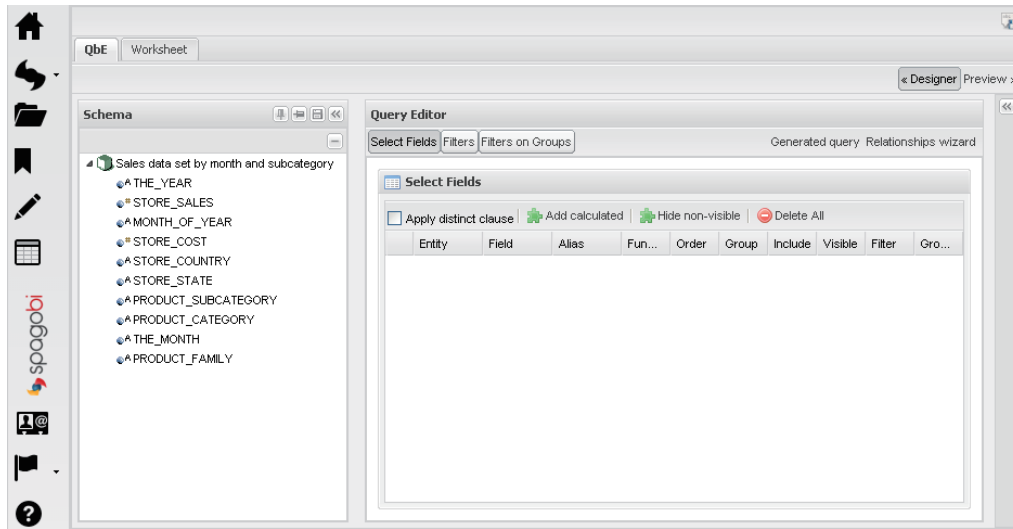 QbE Worksheet
« Designer Preview »
Schema
Sales data set by month and subcategory
THE_YEAR
STORE_SALES
MONTH_OF_YEAR
STORE_COST
STORE_COUNTRY
STORE_STATE
PRODUCT_SUBCATEGORY
PRODUCT_CATEGORY
THE_MONTH
PRODUCT_FAMILY
Query Editor
Select Fields Filters Filters on Groups Generated query Relationships wizard
Select Fields
Apply distinct clause Add calculated Hide non-visible Delete All
Entity Field Alias Fun... Order Group Include Visible Filter Gro...
spagobi